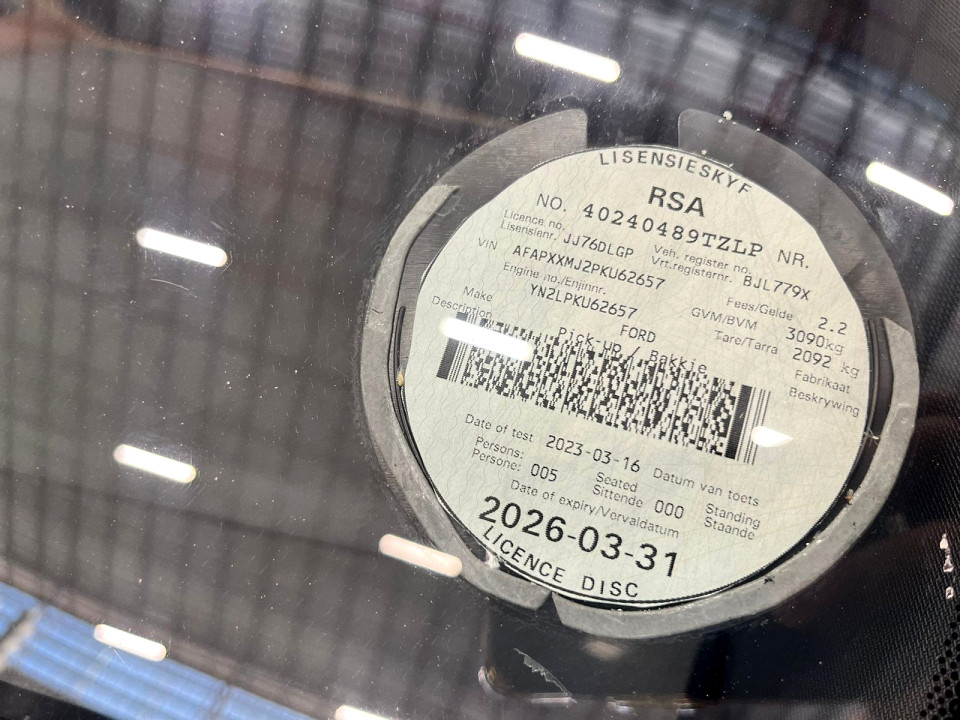 LISENSIESKYF
RSA
NO. 40240489TZLP NR.
Licence no. Lisensienr. JJ76DLGP Veh. register no. Vrt.registernr. BJL779X
VIN AFAPXXMJ2PKU62657
Engine no./Enjinnr. YN2LPKU62657
Fees/Gelde 2.2
GVM/BVM 3090kg
Tare/Tarra 2092 kg
Make FORD Fabrikaat
Description Pick-up / Bakkie Beskrywing
Date of test 2023-03-16 Datum van toets
Persons: Persone: 005 Seated Sittende 000 Standing Staande
Date of expiry/Vervaldatum
2026-03-31
LICENCE DISC